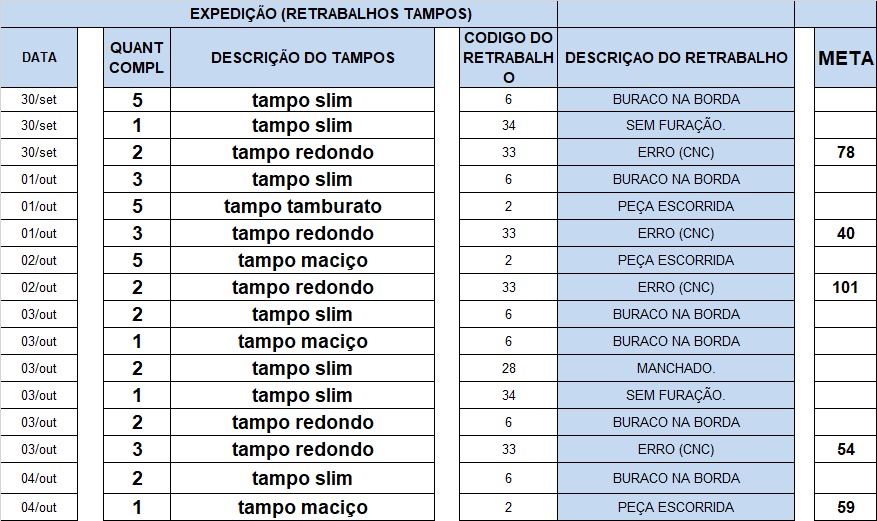 EXPEDIÇÃO (RETRABALHOS TAMPOS)
DATA QUANT COMPL DESCRIÇÃO DO TAMPOS CODIGO DO RETRABALHO DESCRIÇAO DO RETRABALHO META
30/set 5 tampo slim 6 BURACO NA BORDA
30/set 1 tampo slim 34 SEM FURAÇÃO.
30/set 2 tampo redondo 33 ERRO (CNC) 78
01/out 3 tampo slim 6 BURACO NA BORDA
01/out 5 tampo tamburato 2 PEÇA ESCORRIDA
01/out 3 tampo redondo 33 ERRO (CNC) 40
02/out 5 tampo maciço 2 PEÇA ESCORRIDA
02/out 2 tampo redondo 33 ERRO (CNC) 101
03/out 2 tampo slim 6 BURACO NA BORDA
03/out 1 tampo maciço 6 BURACO NA BORDA
03/out 2 tampo slim 28 MANCHADO.
03/out 1 tampo slim 34 SEM FURAÇÃO.
03/out 2 tampo redondo 6 BURACO NA BORDA
03/out 3 tampo redondo 33 ERRO (CNC) 54
04/out 2 tampo slim 6 BURACO NA BORDA
04/out 1 tampo maciço 2 PEÇA ESCORRIDA 59